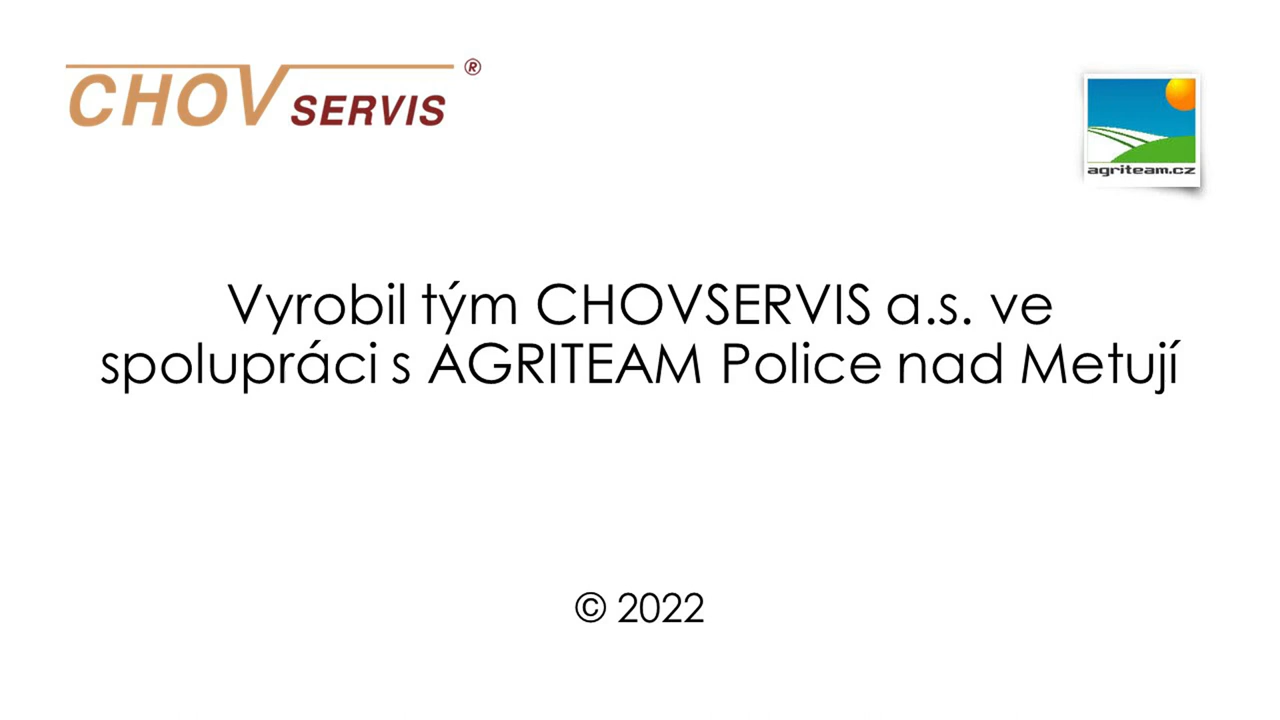 CHOV SERVIS ®
agriteam.cz
Vyrobil tým CHOVSERVIS a.s. ve
spolupráci s AGRITEAM Police nad Metují
© 2022